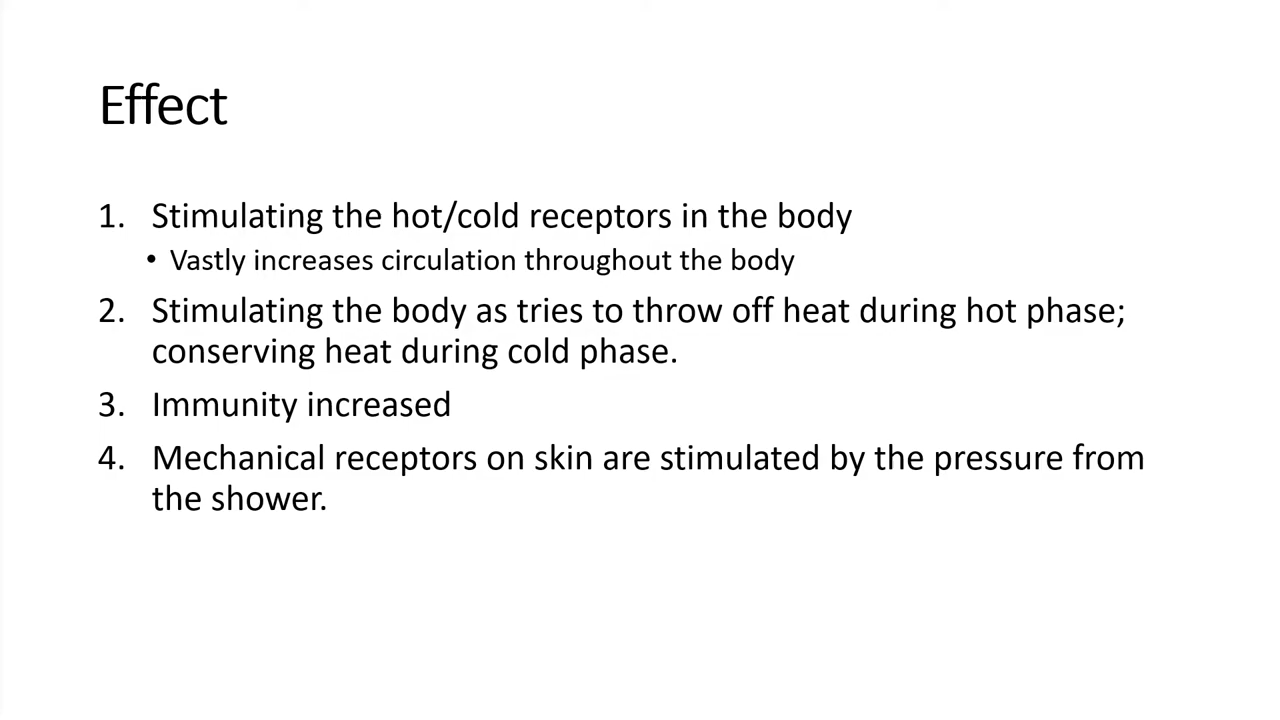 Effect
1. Stimulating the hot/cold receptors in the body
• Vastly increases circulation throughout the body
2. Stimulating the body as tries to throw off heat during hot phase;
conserving heat during cold phase.
3. Immunity increased
4. Mechanical receptors on skin are stimulated by the pressure from
the shower.